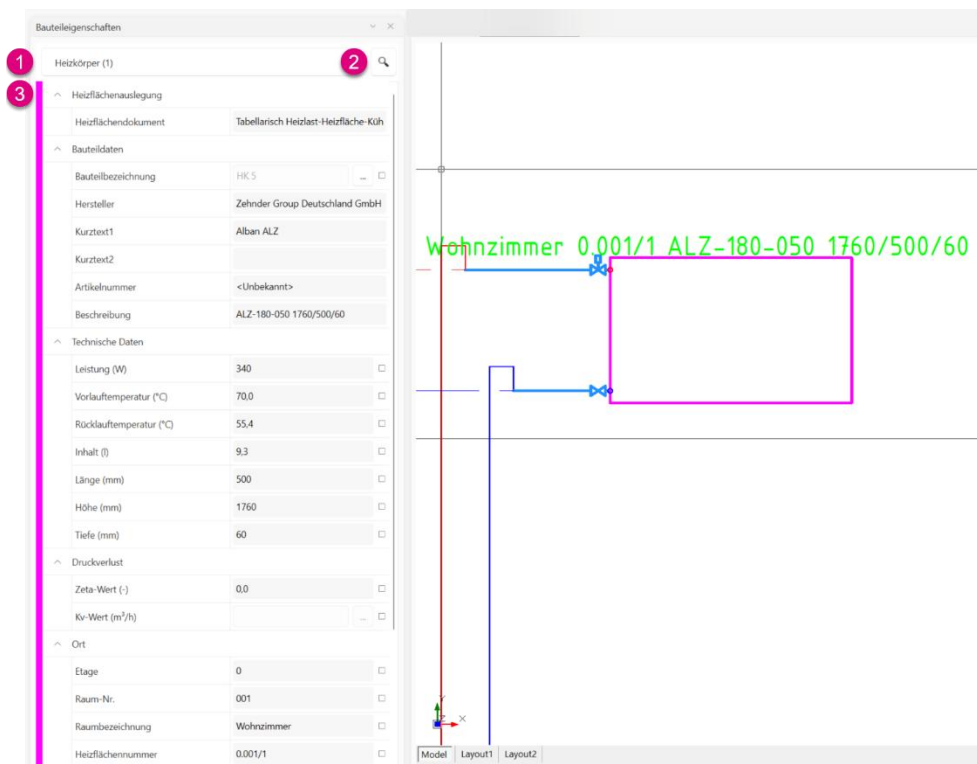 Bauteileigenschaften
1 Heizkörper (1) 2
3 Heizflächenauslegung
Heizflächendokument Tabellarisch Heizlast-Heizfläche-Küh
Bauteildaten
Bauteilbezeichnung HK 5 ...
Hersteller Zehnder Group Deutschland GmbH
Kurztext1 Alban ALZ
Kurztext2
Artikelnummer <Unbekannt>
Beschreibung ALZ-180-050 1760/500/60
Technische Daten
Leistung (W) 340
Vorlauftemperatur (°C) 70,0
Rücklauftemperatur (°C) 55,4
Inhalt (l) 9,3
Länge (mm) 500
Höhe (mm) 1760
Tiefe (mm) 60
Druckverlust
Zeta-Wert (-) 0,0
Kv-Wert (m³/h) ...
Ort
Etage 0
Raum-Nr. 001
Raumbezeichnung Wohnzimmer
Heizflächennummer 0.001/1
Wohnzimmer 0.001/1 ALZ-180-050 1760/500/60
Y
Z X
Model Layout1 Layout2